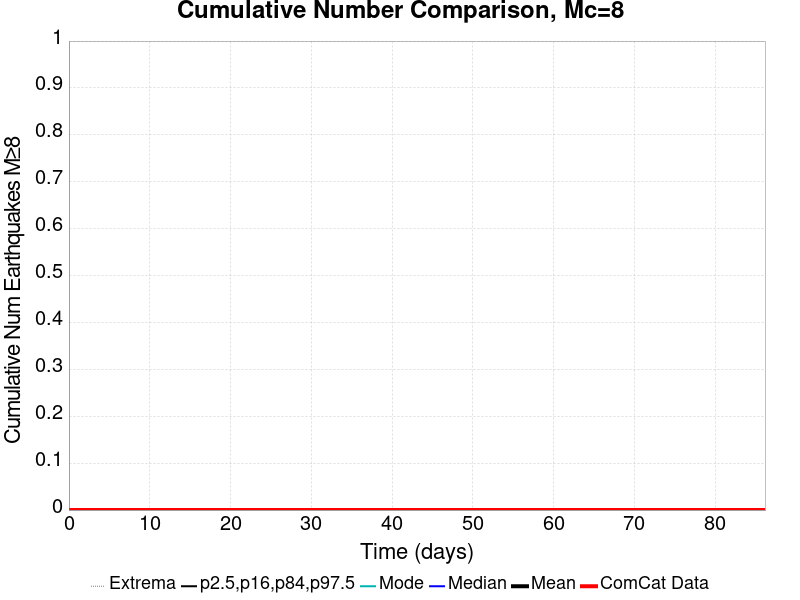 Cumulative Number Comparison, Mc=8
Cumulative Num Earthquakes M≥8
1
0.9
0.8
0.7
0.6
0.5
0.4
0.3
0.2
0.1
0
0 10 20 30 40 50 60 70 80
Time (days)
Extrema p2.5,p16,p84,p97.5 Mode Median Mean ComCat Data